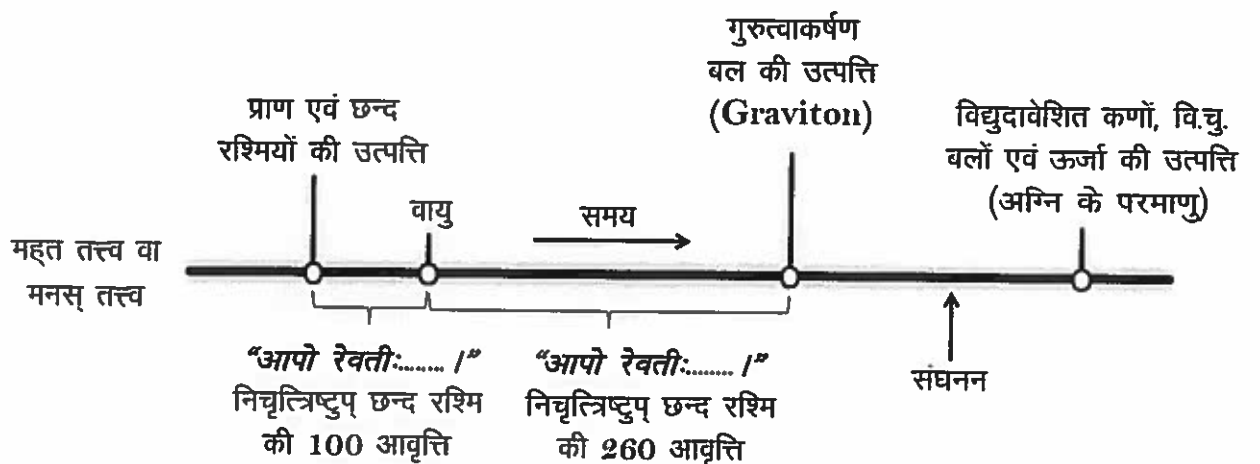 गुरुत्वाकर्षण
बल की उत्पत्ति
(Graviton)
प्राण एवं छन्द
रश्मियों की उत्पत्ति
विद्युदावेशित कणों, वि.चु.
बलों एवं ऊर्जा की उत्पत्ति
(अग्नि के परमाणु)
वायु
समय
महत तत्त्व वा
मनस् तत्त्व
“आपो रेवतीः........ ।”
निचृत्त्रिष्टुप् छन्द रश्मि
की 100 आवृत्ति
“आपो रेवतीः........ ।”
निचृत्त्रिष्टुप् छन्द रश्मि
की 260 आवृत्ति
संघनन